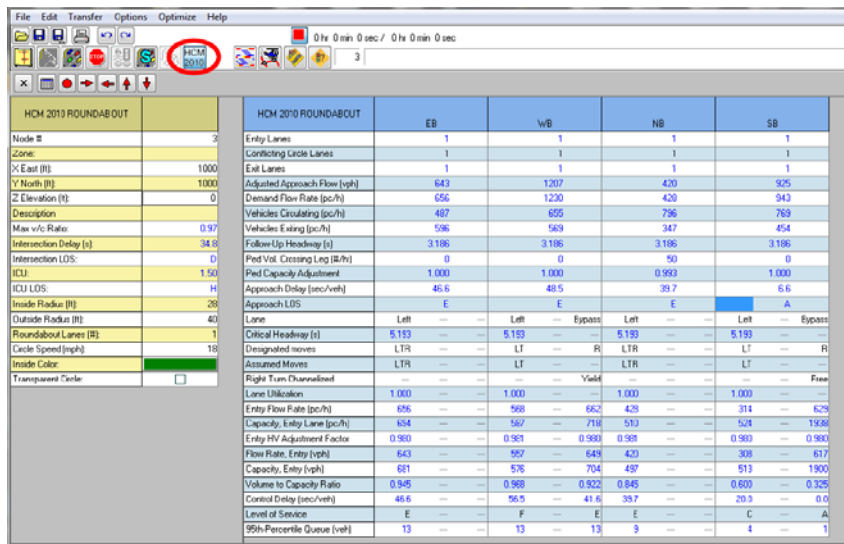 File Edit Transfer Options Optimize Help
0 hr 0 min 0 sec / 0 hr 0 min 0 sec
STOP HCM 2010 3
HCM 2010 ROUNDABOUT
Node # 3
Zone:
X East (ft): 1000
Y North (ft): 1000
Z Elevation (ft): 0
Description
Max v/c Ratio: 0.97
Intersection Delay (s): 34.8
Intersection LOS: D
ICU: 1.50
ICU LOS: H
Inside Radius (ft): 28
Outside Radius (ft): 40
Roundabout Lanes (#): 1
Circle Speed (mph): 18
Inside Color:
Transparent Circle:
HCM 2010 ROUNDABOUT EB WB NB SB
Entry Lanes 1 1 1 1
Conflicting Circle Lanes 1 1 1 1
Exit Lanes 1 1 1 1
Adjusted Approach Flow (vph) 643 1207 420 925
Demand Flow Rate (pc/h) 656 1230 428 943
Vehicles Circulating (pc/h) 487 655 796 769
Vehicles Exiting (pc/h) 596 569 347 454
Follow-Up Headway (s) 3.186 3.186 3.186 3.186
Ped Vol. Crossing Leg (#/hr) 0 0 50 0
Ped Capacity Adjustment 1.000 1.000 0.993 1.000
Approach Delay (sec/veh) 46.6 48.5 39.7 6.6
Approach LOS E E E A
Lane Left — — Left — Bypass Left — — Left — Bypass
Critical Headway (s) 5.193 — — 5.193 — — 5.193 — — 5.193 — —
Designated moves LTR — — LT — R LTR — — LT — R
Assumed Moves LTR — — LT — — LTR — — LT — —
Right Turn Channelized — — — — — Yield — — — — — Free
Lane Utilization 1.000 — — 1.000 — — 1.000 — — 1.000 — —
Entry Flow Rate (pc/h) 656 — — 568 — 662 428 — — 314 — 629
Capacity, Entry Lane (pc/h) 694 — — 587 — 718 510 — — 524 — 1938
Entry HV Adjustment Factor 0.980 — — 0.981 — 0.980 0.981 — — 0.980 — 0.980
Flow Rate, Entry (vph) 643 — — 557 — 649 420 — — 308 — 617
Capacity, Entry (vph) 681 — — 576 — 704 497 — — 513 — 1900
Volume to Capacity Ratio 0.945 — — 0.968 — 0.922 0.845 — — 0.600 — 0.325
Control Delay (sec/veh) 46.6 — — 56.5 — 41.6 39.7 — — 20.0 — 0.0
Level of Service E — — F — E E — — C — A
95th-Percentile Queue (veh) 13 — — 13 — 13 9 — — 4 — 1